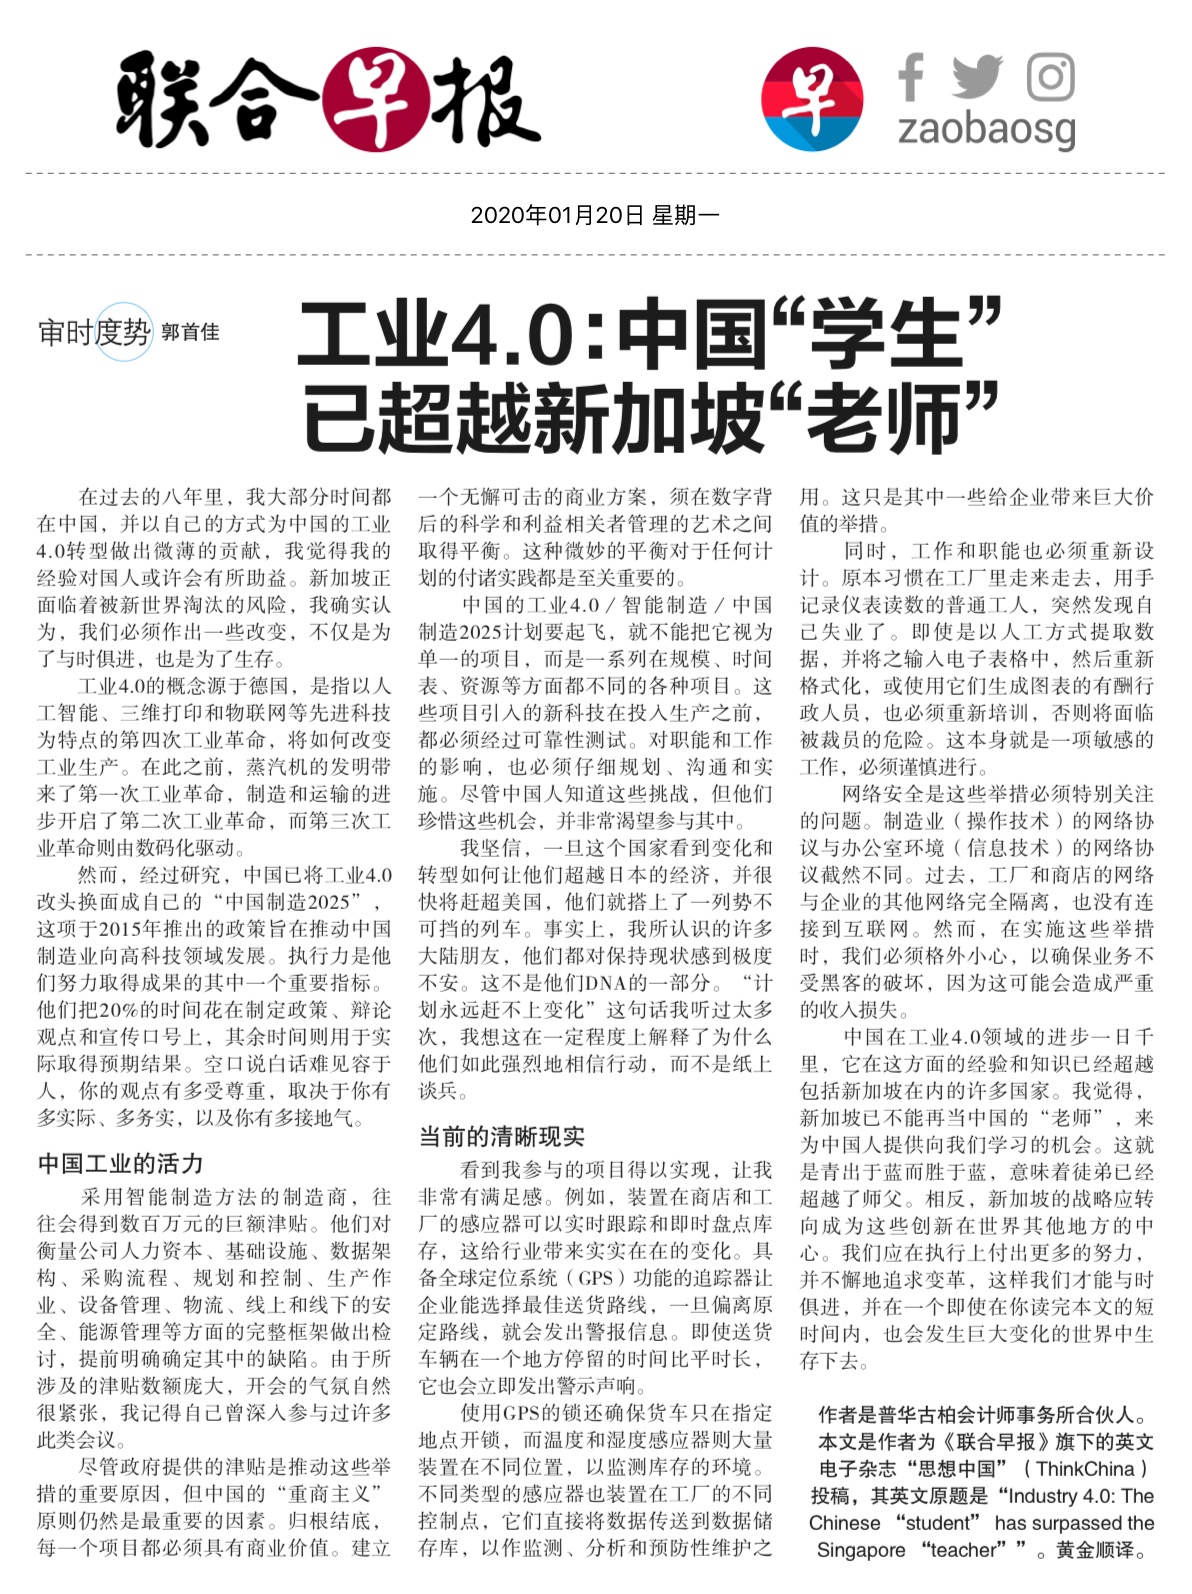 联合早报
早
zaobaosg
2020年01月20日 星期一
审时度势 郭首佳
工业4.0：中国“学生”
已超越新加坡“老师”
在过去的八年里，我大部分时间都
在中国，并以自己的方式为中国的工业
4.0转型做出微薄的贡献，我觉得我的
经验对国人或许会有所助益。新加坡正
面临着被新世界淘汰的风险，我确实认
为，我们必须作出一些改变，不仅是为
了与时俱进，也是为了生存。
工业4.0的概念源于德国，是指以人
工智能、三维打印和物联网等先进科技
为特点的第四次工业革命，将如何改变
工业生产。在此之前，蒸汽机的发明带
来了第一次工业革命，制造和运输的进
步开启了第二次工业革命，而第三次工
业革命则由数码化驱动。
然而，经过研究，中国已将工业4.0
改头换面成自己的“中国制造2025”，
这项于2015年推出的政策旨在推动中国
制造业向高科技领域发展。执行力是他
们努力取得成果的其中一个重要指标。
他们把20%的时间花在制定政策、辩论
观点和宣传口号上，其余时间则用于实
际取得预期结果。空口说白话难见容于
人，你的观点有多受尊重，取决于你有
多实际、多务实，以及你有多接地气。
中国工业的活力
采用智能制造方法的制造商，往
往会得到数百万元的巨额津贴。他们对
衡量公司人力资本、基础设施、数据架
构、采购流程、规划和控制、生产作
业、设备管理、物流、线上和线下的安
全、能源管理等方面的完整框架做出检
讨，提前明确确定其中的缺陷。由于所
涉及的津贴数额庞大，开会的气氛自然
很紧张，我记得自己曾深入参与过许多
此类会议。
尽管政府提供的津贴是推动这些举
措的重要原因，但中国的“重商主义”
原则仍然是最重要的因素。归根结底，
每一个项目都必须具有商业价值。建立
一个无懈可击的商业方案，须在数字背
后的科学和利益相关者管理的艺术之间
取得平衡。这种微妙的平衡对于任何计
划的付诸实践都是至关重要的。
中国的工业4.0／智能制造／中国
制造2025计划要起飞，就不能把它视为
单一的项目，而是一系列在规模、时间
表、资源等方面都不同的各种项目。这
些项目引入的新科技在投入生产之前，
都必须经过可靠性测试。对职能和工作
的影响，也必须仔细规划、沟通和实
施。尽管中国人知道这些挑战，但他们
珍惜这些机会，并非常渴望参与其中。
我坚信，一旦这个国家看到变化和
转型如何让他们超越日本的经济，并很
快将赶超美国，他们就搭上了一列势不
可挡的列车。事实上，我所认识的许多
大陆朋友，他们都对保持现状感到极度
不安。这不是他们DNA的一部分。“计
划永远赶不上变化”这句话我听过太多
次，我想这在一定程度上解释了为什么
他们如此强烈地相信行动，而不是纸上
谈兵。
当前的清晰现实
看到我参与的项目得以实现，让我
非常有满足感。例如，装置在商店和工
厂的感应器可以实时跟踪和即时盘点库
存，这给行业带来实实在在的变化。具
备全球定位系统（GPS）功能的追踪器让
企业能选择最佳送货路线，一旦偏离原
定路线，就会发出警报信息。即使送货
车辆在一个地方停留的时间比平时长，
它也会立即发出警示声响。
使用GPS的锁还确保货车只在指定
地点开锁，而温度和湿度感应器则大量
装置在不同位置，以监测库存的环境。
不同类型的感应器也装置在工厂的不同
控制点，它们直接将数据传送到数据储
存库，以作监测、分析和预防性维护之
用。这只是其中一些给企业带来巨大价
值的举措。
同时，工作和职能也必须重新设
计。原本习惯在工厂里走来走去，用手
记录仪表读数的普通工人，突然发现自
己失业了。即使是以人工方式提取数
据，并将之输入电子表格中，然后重新
格式化，或使用它们生成图表的有酬行
政人员，也必须重新培训，否则将面临
被裁员的危险。这本身就是一项敏感的
工作，必须谨慎进行。
网络安全是这些举措必须特别关注
的问题。制造业（操作技术）的网络协
议与办公室环境（信息技术）的网络协
议截然不同。过去，工厂和商店的网络
与企业的其他网络完全隔离，也没有连
接到互联网。然而，在实施这些举措
时，我们必须格外小心，以确保业务不
受黑客的破坏，因为这可能会造成严重
的收入损失。
中国在工业4.0领域的进步一日千
里，它在这方面的经验和知识已经超越
包括新加坡在内的许多国家。我觉得，
新加坡已不能再当中国的“老师”，来
为中国人提供向我们学习的机会。这就
是青出于蓝而胜于蓝，意味着徒弟已经
超越了师父。相反，新加坡的战略应转
向成为这些创新在世界其他地方的中
心。我们应在执行上付出更多的努力，
并不懈地追求变革，这样我们才能与时
俱进，并在一个即使在你读完本文的短
时间内，也会发生巨大变化的世界中生
存下去。
作者是普华古柏会计师事务所合伙人。
本文是作者为《联合早报》旗下的英文
电子杂志“思想中国”（ThinkChina）
投稿，其英文原题是“Industry 4.0: The
Chinese “student” has surpassed the
Singapore “teacher””。黄金顺译。